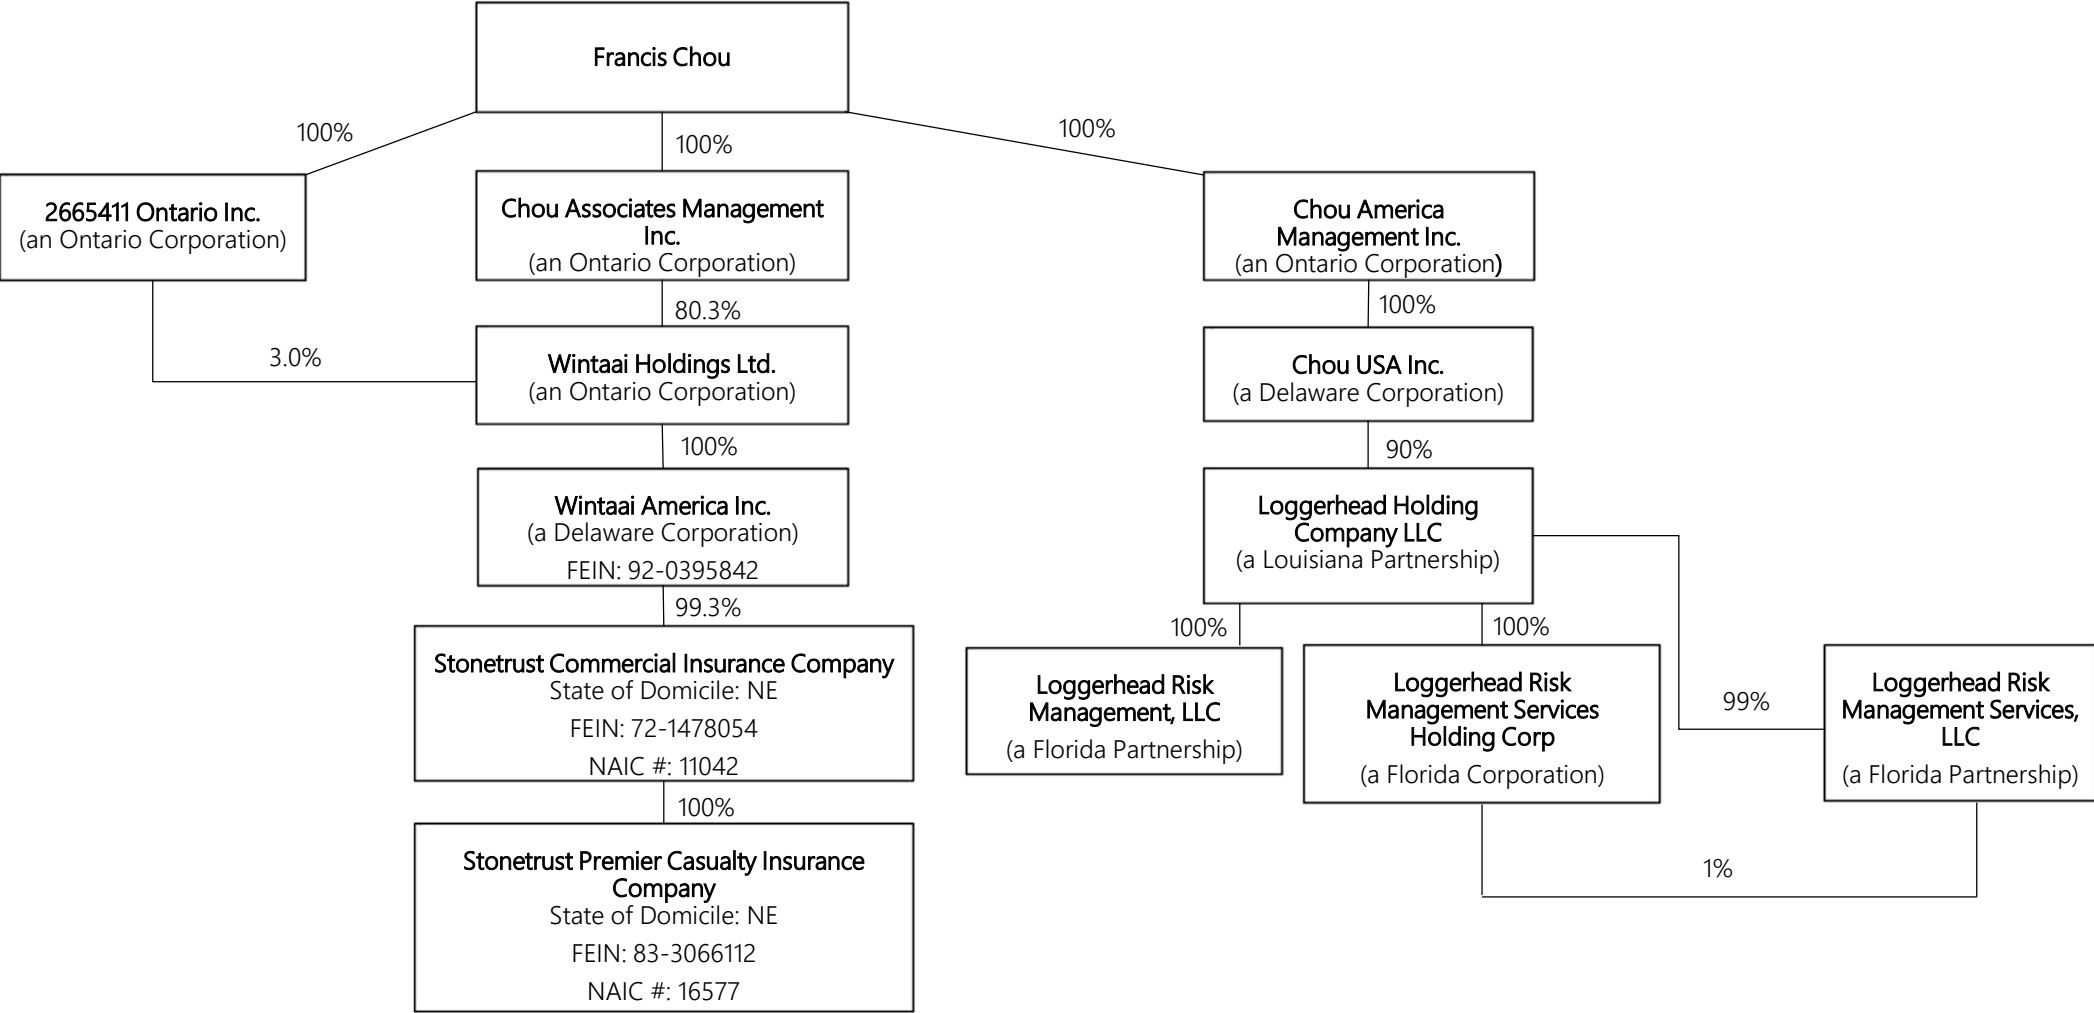 Francis Chou
100%
100%
100%
2665411 Ontario Inc.
(an Ontario Corporation)
Chou Associates Management
Inc.
(an Ontario Corporation)
Chou America
Management Inc.
(an Ontario Corporation)
80.3%
100%
3.0%
Wintaai Holdings Ltd.
(an Ontario Corporation)
Chou USA Inc.
(a Delaware Corporation)
100%
90%
Wintaai America Inc.
(a Delaware Corporation)
FEIN: 92-0395842
Loggerhead Holding
Company LLC
(a Louisiana Partnership)
99.3%
100%
100%
99%
Stonetrust Commercial Insurance Company
State of Domicile: NE
FEIN: 72-1478054
NAIC #: 11042
Loggerhead Risk
Management, LLC
(a Florida Partnership)
Loggerhead Risk
Management Services
Holding Corp
(a Florida Corporation)
Loggerhead Risk
Management Services,
LLC
(a Florida Partnership)
100%
1%
Stonetrust Premier Casualty Insurance
Company
State of Domicile: NE
FEIN: 83-3066112
NAIC #: 16577